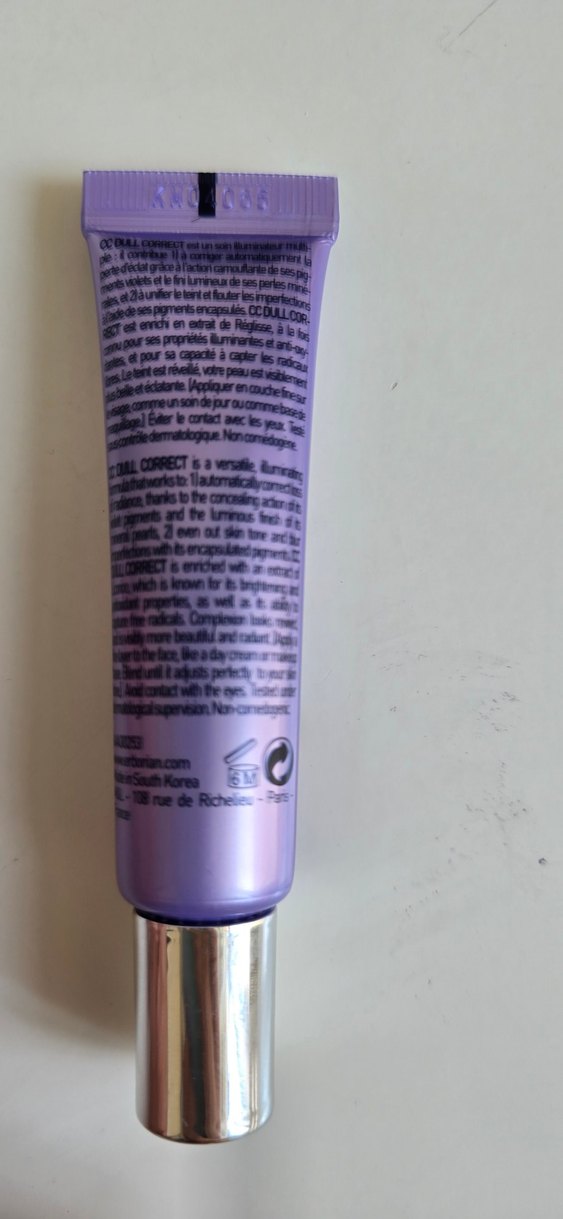 KM04066
CC DULL CORRECT est un soin illuminateur multi-
ple : il contribue 1) à corriger automatiquement la
perte d'éclat grâce à l'action camouflante de ses pig-
ments violets et le fini lumineux de ses perles miné-
rales, et 2) à unifier le teint et flouter les imperfections
à l'aide de ses pigments encapsulés. CC DULL COR-
RECT est enrichi en extrait de Réglisse, à la fois
connu pour ses propriétés illuminantes et anti-oxy-
dantes, et pour sa capacité à capter les radicaux
libres. Le teint est réveillé, votre peau est visiblement
plus belle et éclatante. (Appliquer en couche fine sur
le visage, comme un soin de jour ou comme base de
maquillage.) Éviter le contact avec les yeux. Testé
sous contrôle dermatologique. Non comédogène.
CC DULL CORRECT is a versatile, illuminating
formula that works to: 1) automatically correct loss
radiance, thanks to the concealing action of its
pigments and the luminous finish of its
mineral pearls, 2) even out skin tone and blur
imperfections with its encapsulated pigments. CC
DULL CORRECT is enriched with an extract of
which is known for its brightening and
antioxidant properties, as well as its ability to
free radicals. Complexion looks
visibly more beautiful and radiant. (Apply
layer to the face, like a day cream or makeup
Blend until it adjusts perfectly to your skin
Avoid contact with the eyes. Tested under
dermatological supervision. Non-comedogenic.
www.erborian.com
6 M
Made in South Korea
108 rue de Richelieu - Paris -
France